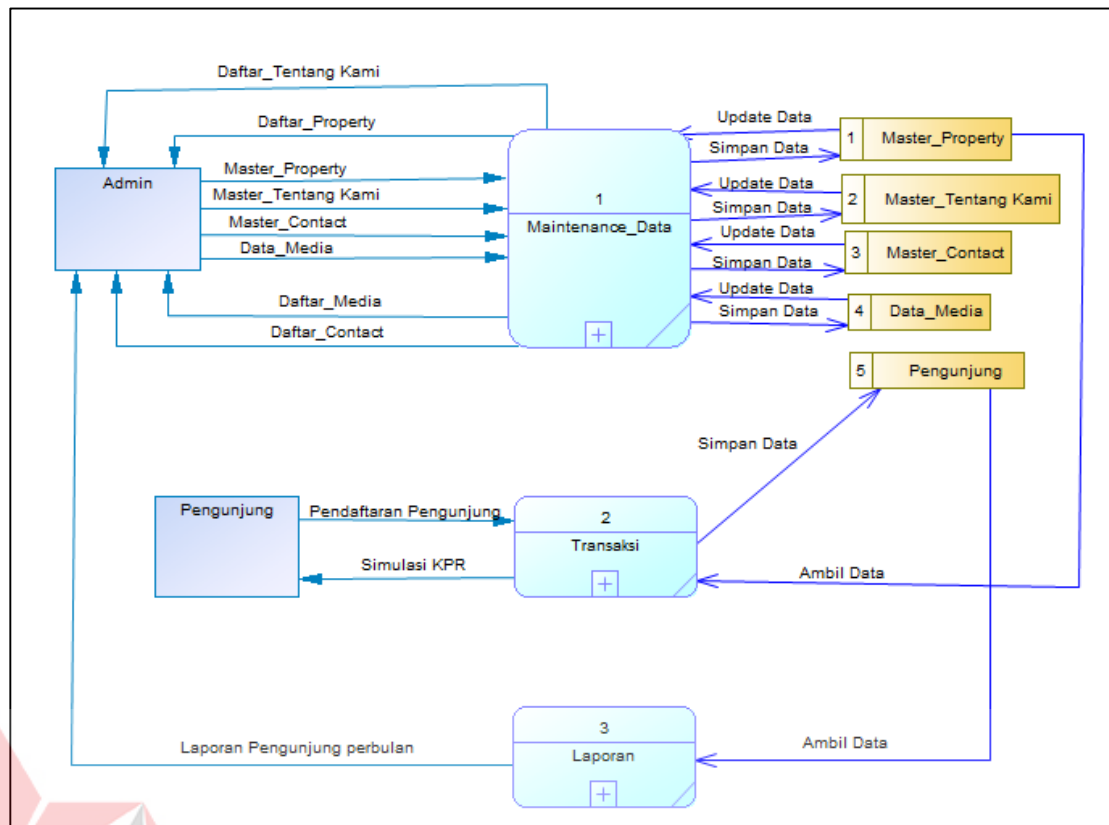 Daftar_Tentang Kami
Daftar_Property
Admin
Master_Property
Master_Tentang Kami
Master_Contact
Data_Media
Daftar_Media
Daftar_Contact
1
Maintenance_Data
Update Data
Simpan Data
Update Data
Simpan Data
Update Data
Simpan Data
Update Data
Simpan Data
1 Master_Property
2 Master_Tentang Kami
3 Master_Contact
4 Data_Media
5 Pengunjung
Simpan Data
Pengunjung
Pendaftaran Pengunjung
Simulasi KPR
2
Transaksi
Ambil Data
Laporan Pengunjung perbulan
3
Laporan
Ambil Data